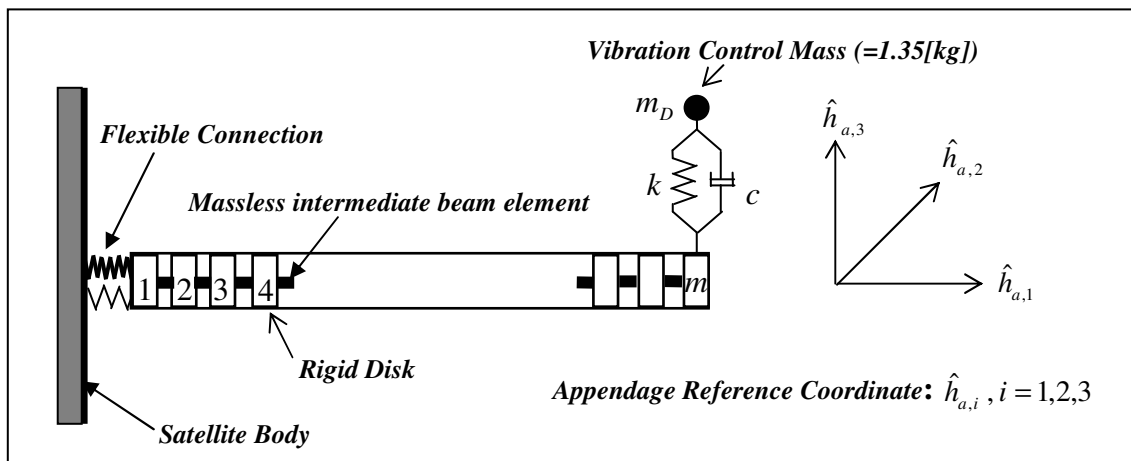 Vibration Control Mass (=1.35[kg])
m_D
Flexible Connection
k
c
ĥ_{a,3}
ĥ_{a,2}
Massless intermediate beam element
1 2 3 4 m
ĥ_{a,1}
Rigid Disk
Appendage Reference Coordinate: ĥ_{a,i} , i = 1,2,3
Satellite Body